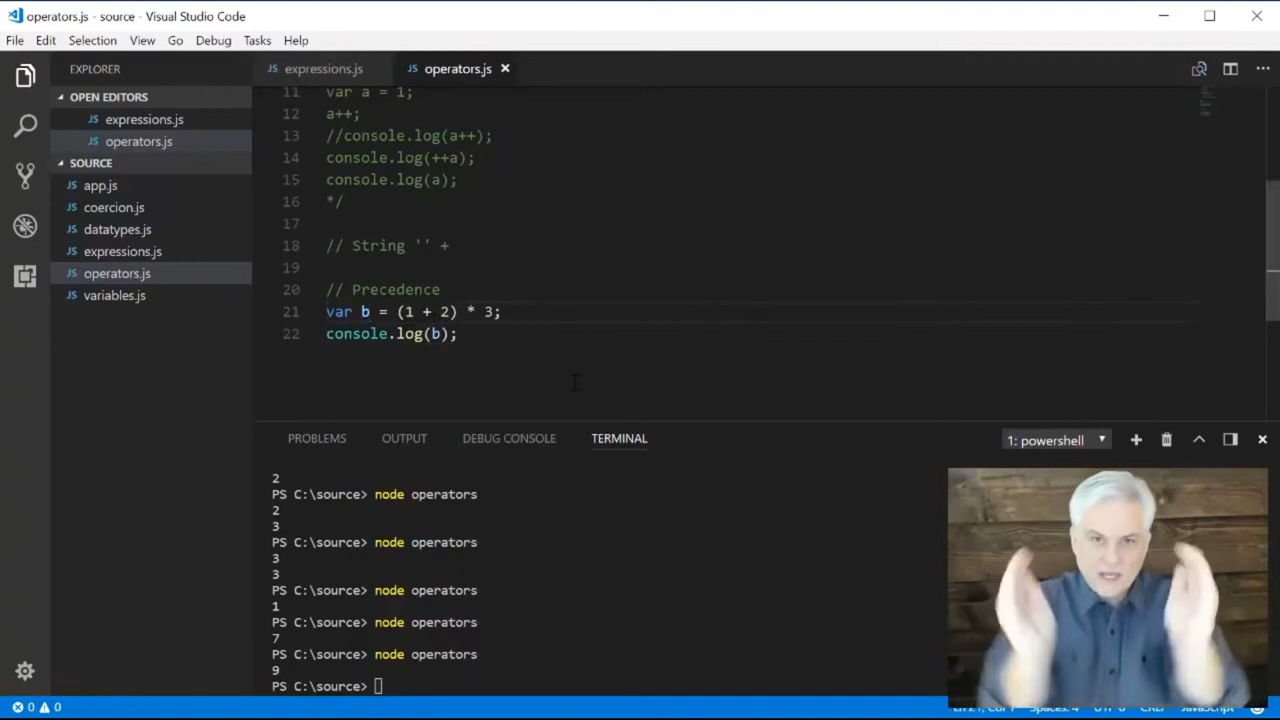 operators.js - source - Visual Studio Code
File Edit Selection View Go Debug Tasks Help
EXPLORER
OPEN EDITORS
JS expressions.js
JS operators.js
SOURCE
JS app.js
JS coercion.js
JS datatypes.js
JS expressions.js
JS operators.js
JS variables.js
JS expressions.js JS operators.js
11 var a = 1;
12 a++;
13 //console.log(a++);
14 console.log(++a);
15 console.log(a);
16 */
17
18 // String '' +
19
20 // Precedence
21 var b = (1 + 2) * 3;
22 console.log(b);
PROBLEMS OUTPUT DEBUG CONSOLE TERMINAL 1: powershell
2
PS C:\source> node operators
2
3
PS C:\source> node operators
3
3
PS C:\source> node operators
1
PS C:\source> node operators
7
PS C:\source> node operators
9
PS C:\source>
0 0